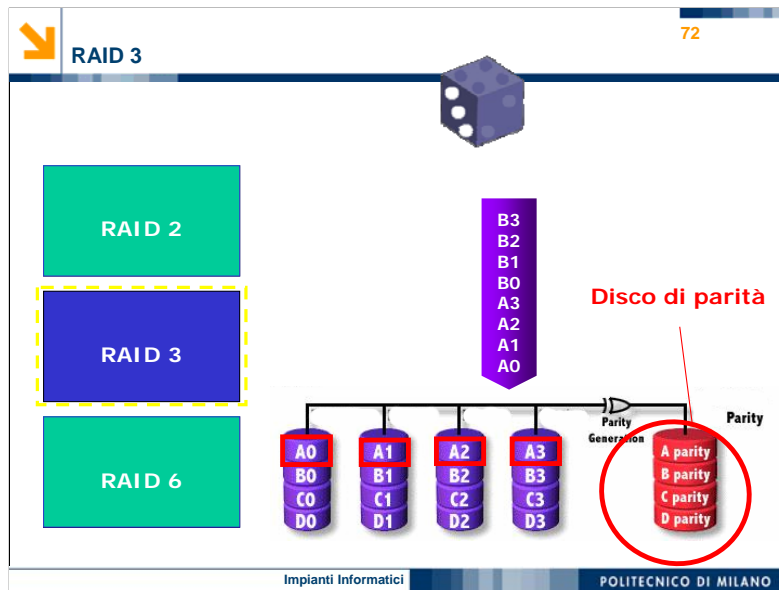 72
RAID 3
RAID 2
RAID 3
RAID 6
B3
B2
B1
B0
A3
A2
A1
A0
Disco di parità
Parity
Generation
Parity
A0 A1 A2 A3 A parity
B0 B1 B2 B3 B parity
C0 C1 C2 C3 C parity
D0 D1 D2 D3 D parity
Impianti Informatici
POLITECNICO DI MILANO